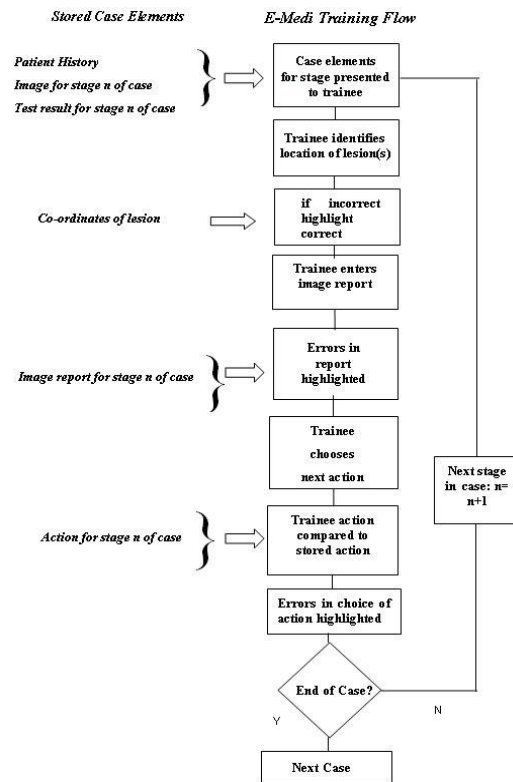 Stored Case Elements
E-Medi Training Flow
Patient History
Image for stage n of case
Test result for stage n of case
Case elements
for stage presented
to trainee
Trainee identifies
location of lesion(s)
Co-ordinates of lesion
if incorrect
highlight
correct
Trainee enters
image report
Image report for stage n of case
Errors in
report
highlighted
Trainee
chooses
next action
Next stage
in case: n=
n+1
Action for stage n of case
Trainee action
compared to
stored action
Errors in choice of
action highlighted
End of Case?
Y
N
Next Case